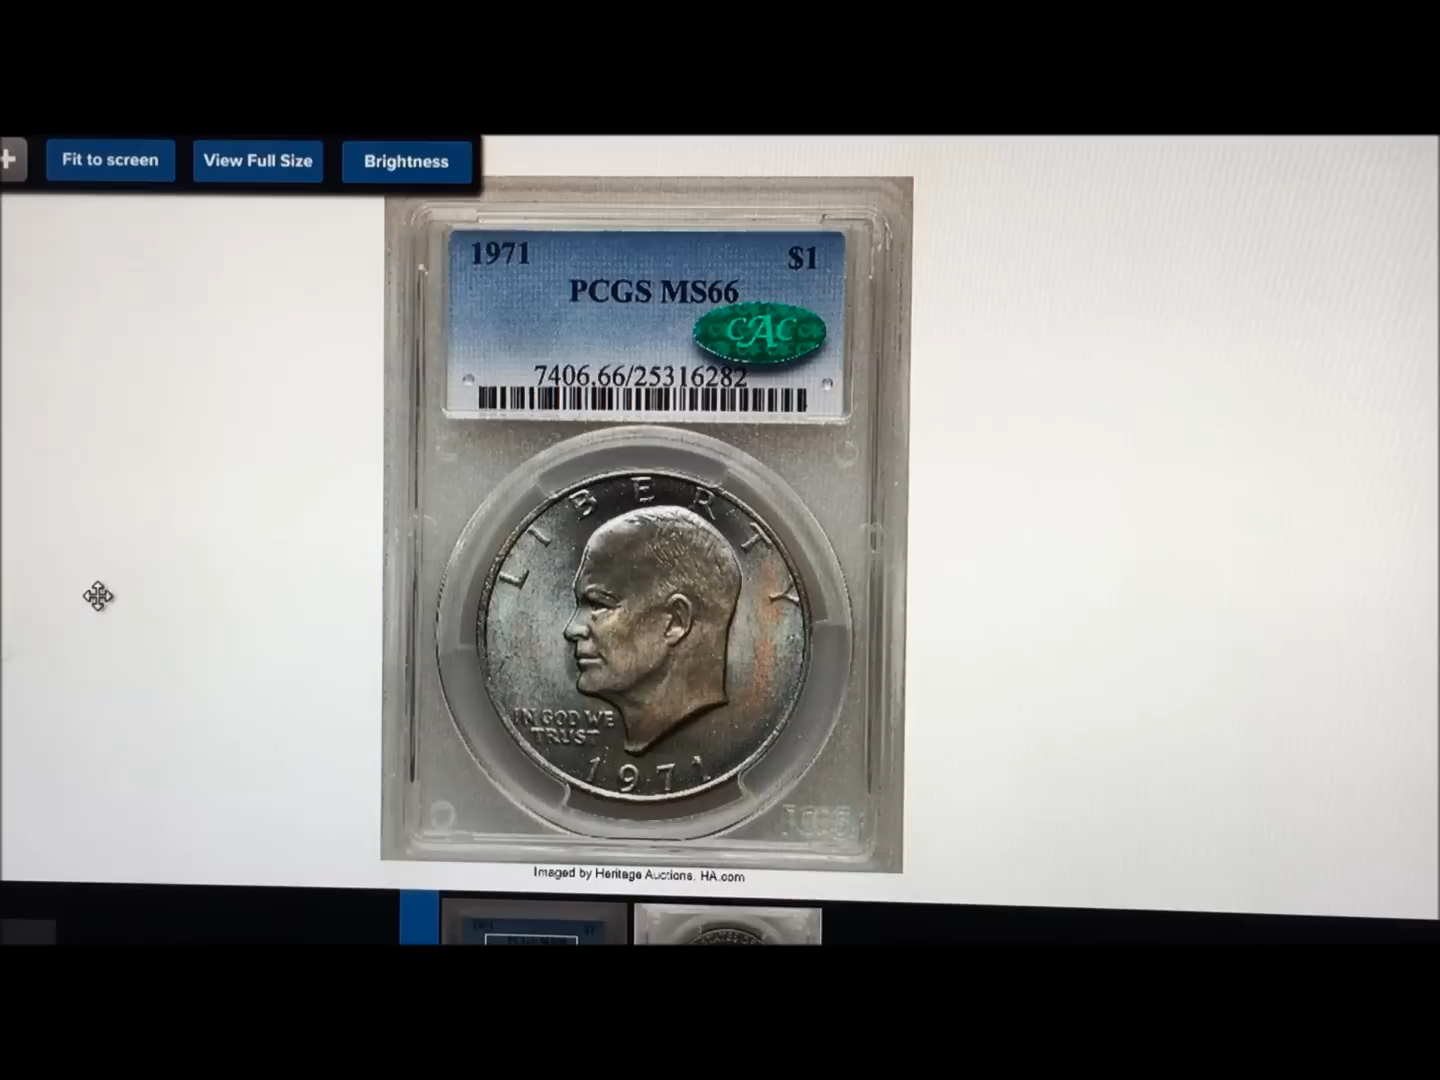 Fit to screen
View Full Size
Brightness
1971
$1
PCGS MS66
CAC
7406.66/25316282
LIBERTY
IN GOD WE
TRUST
1971
PCGS
Imaged by Heritage Auctions, HA.com